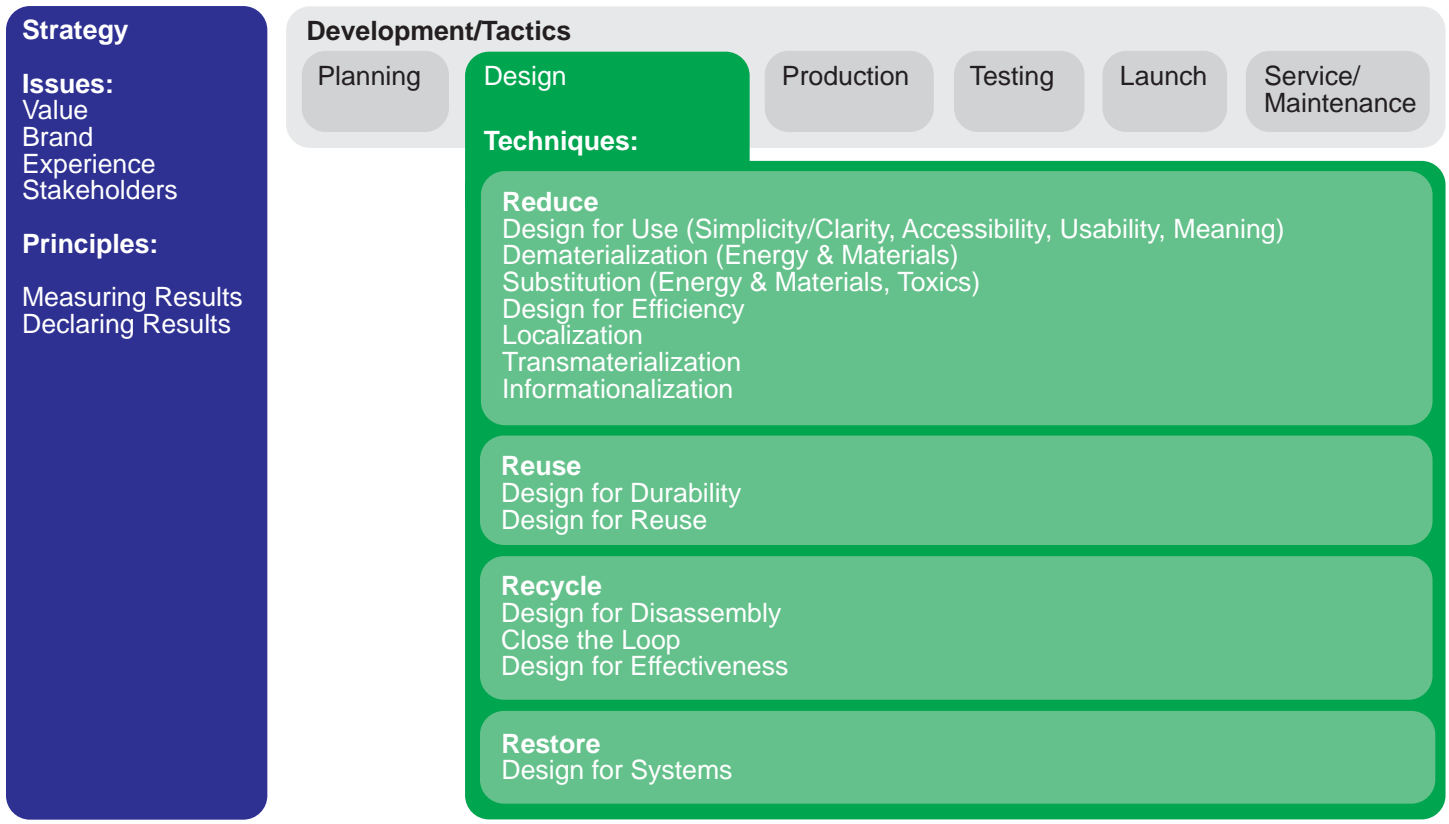 Strategy
Issues:
Value
Brand
Experience
Stakeholders
Principles:
Measuring Results
Declaring Results
Development/Tactics
Planning
Design
Techniques:
Production
Testing
Launch
Service/
Maintenance
Reduce
Design for Use (Simplicity/Clarity, Accessibility, Usability, Meaning)
Dematerialization (Energy & Materials)
Substitution (Energy & Materials, Toxics)
Design for Efficiency
Localization
Transmaterialization
Informationalization
Reuse
Design for Durability
Design for Reuse
Recycle
Design for Disassembly
Close the Loop
Design for Effectiveness
Restore
Design for Systems